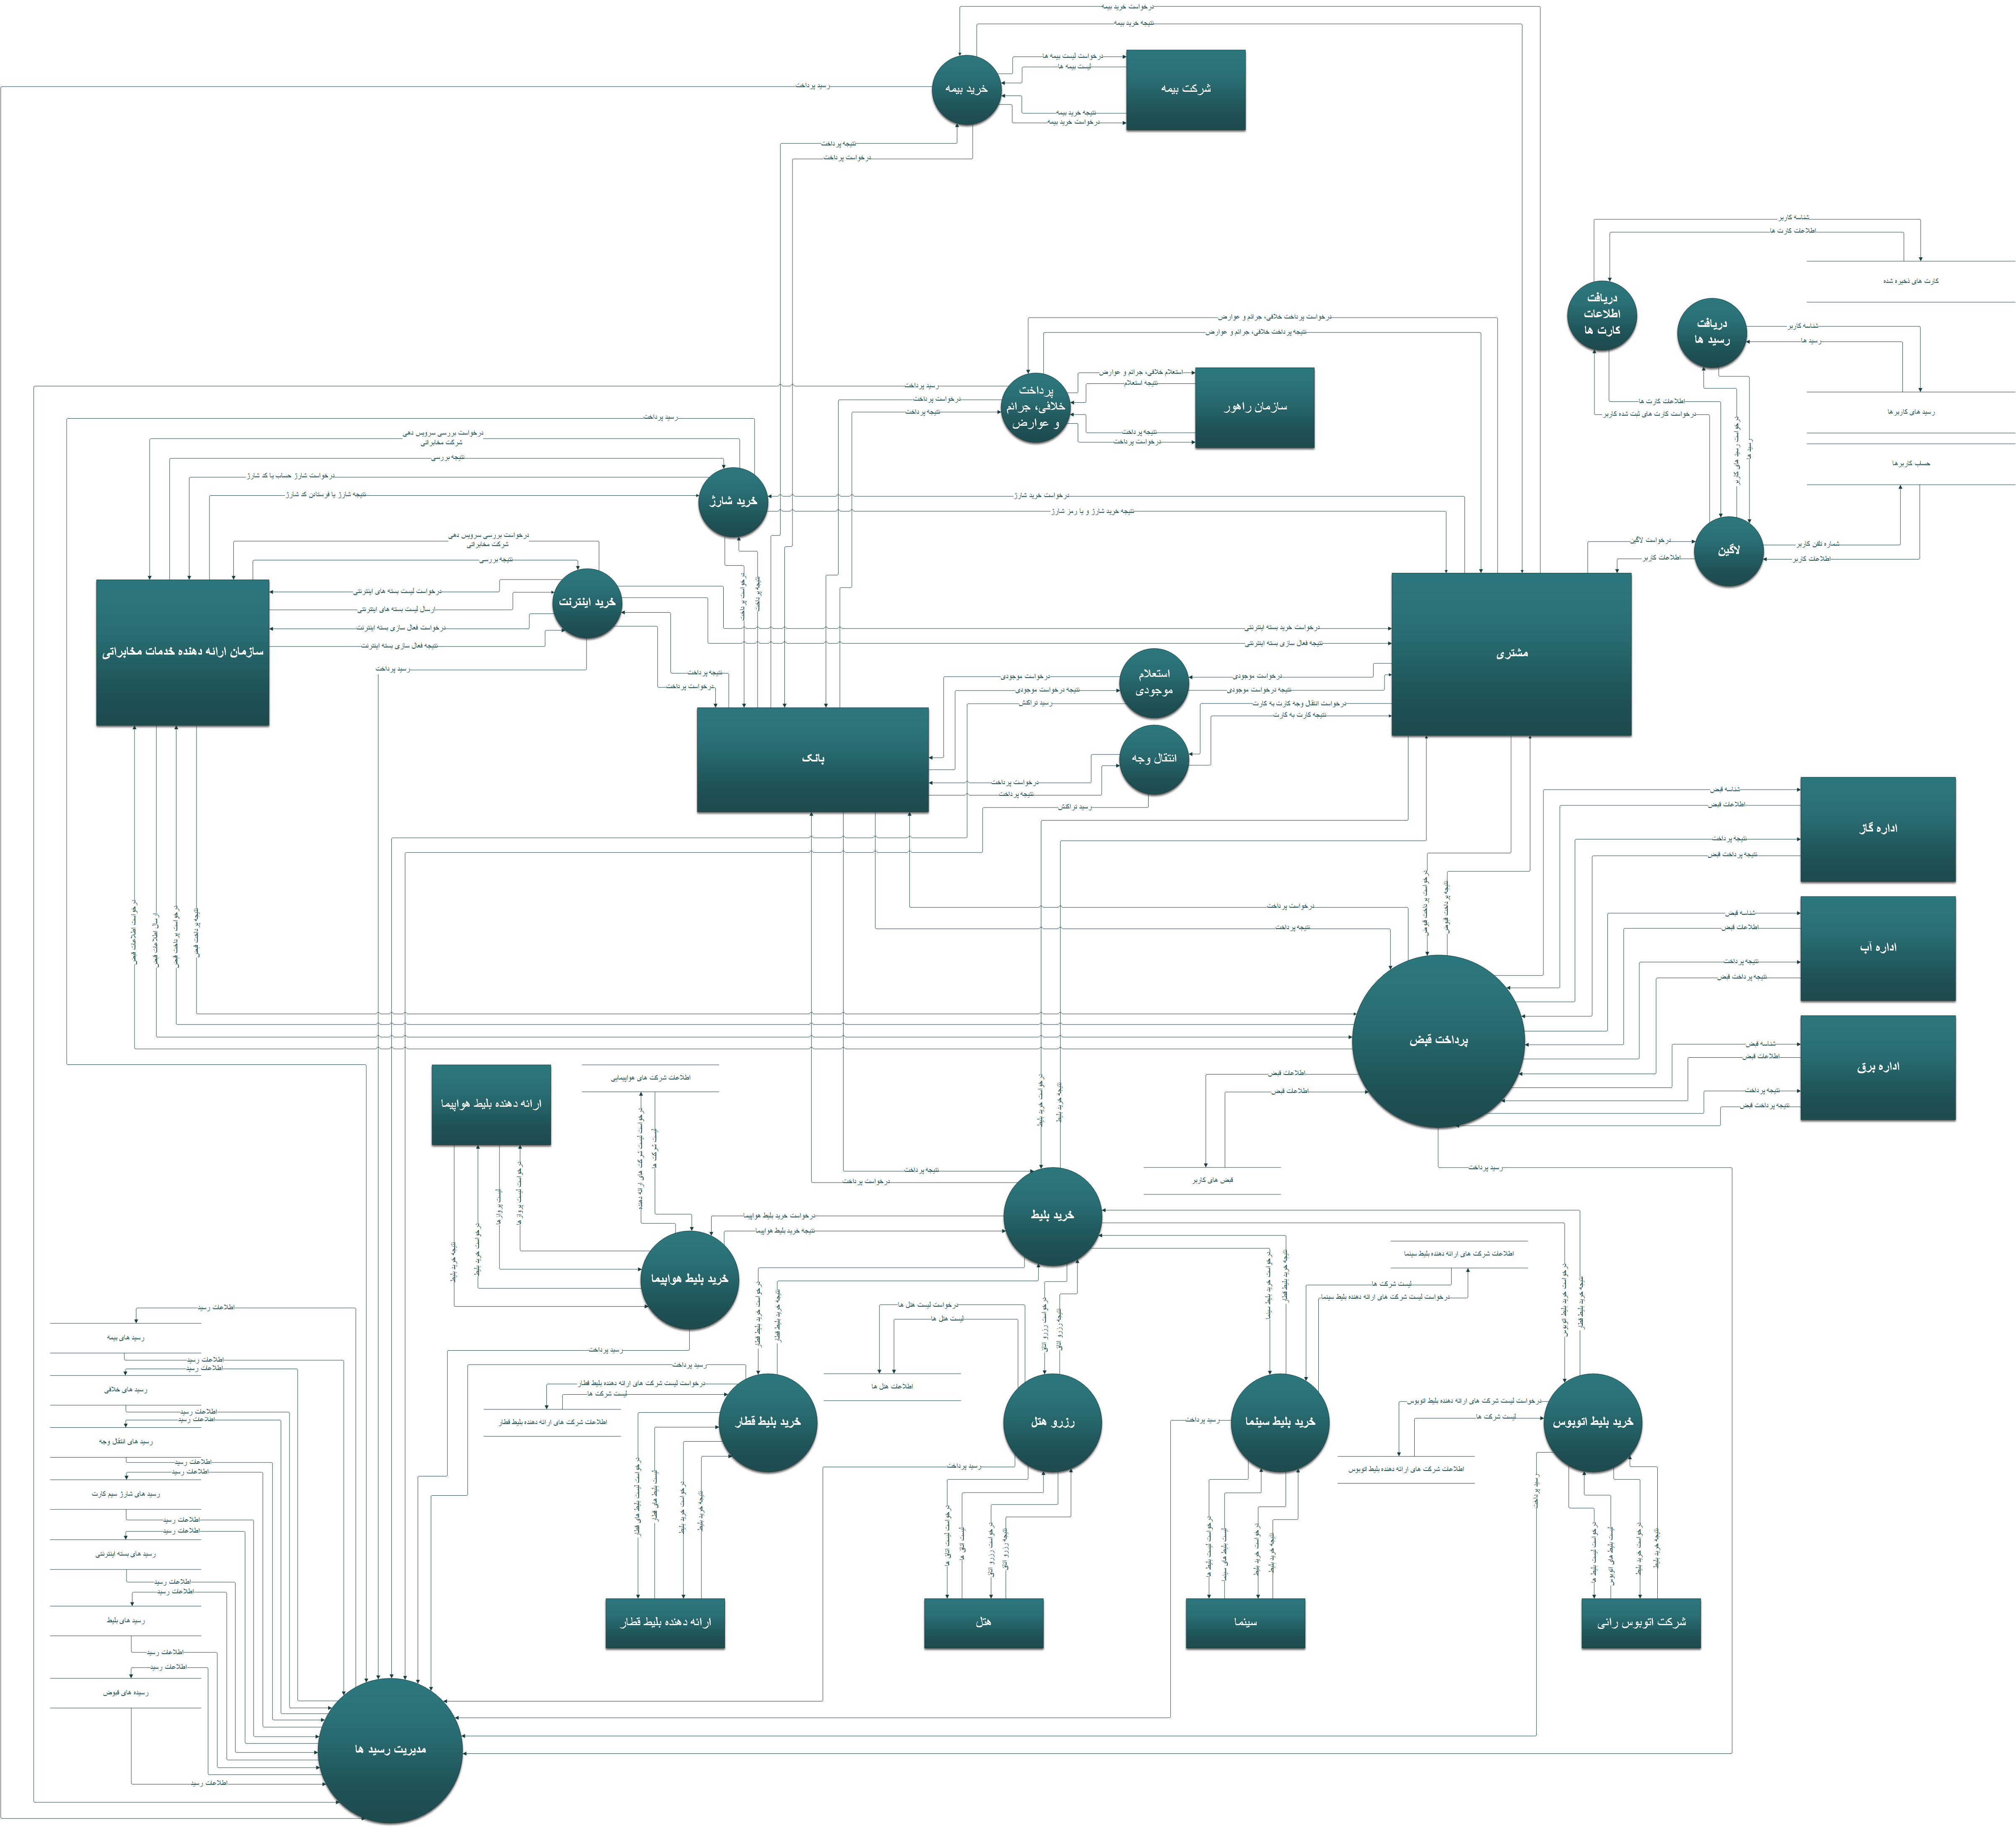 درخواست خرید بیمه
نتیجه خرید بیمه
درخواست لیست بیمه ها
لیست بیمه ها
خرید بیمه
شرکت بیمه
رسید پرداخت
نتیجه خرید بیمه
درخواست خرید بیمه
نتیجه پرداخت
درخواست پرداخت
شناسه کاربر
اطلاعات کارت ها
کارت های ذخیره شده
دریافت
اطلاعات
کارت ها
دریافت
رسید ها
شناسه کاربر
رسید ها
رسید های کاربرها
اطلاعات کارت ها
درخواست کارت های ثبت شده کاربر
درخواست رسید های کاربر
رسید ها
حساب کاربرها
لاگین
شماره تلفن کاربر
اطلاعات کاربر
درخواست لاگین
اطلاعات کاربر
درخواست پرداخت خلافی، جرائم و عوارض
نتیجه پرداخت خلافی، جرائم و عوارض
پرداخت
خلافی، جرائم
و عوارض
استعلام خلافی، جرائم و عوارض
نتیجه استعلام
نتیجه پرداخت
درخواست پرداخت
سازمان راهور
رسید پرداخت
درخواست پرداخت
نتیجه پرداخت
رسید پرداخت
درخواست بررسی سرویس دهی
شرکت مخابراتی
نتیجه بررسی
درخواست شارژ حساب یا کد شارژ
نتیجه شارژ یا فرستادن کد شارژ
خرید شارژ
درخواست خرید شارژ
نتیجه خرید شارژ و یا رمز شارژ
درخواست پرداخت
نتیجه پرداخت
درخواست بررسی سرویس دهی
شرکت مخابراتی
نتیجه بررسی
درخواست لیست بسته های اینترنتی
ارسال لیست بسته های اینترنتی
درخواست فعال سازی بسته اینترنت
نتیجه فعال سازی بسته اینترنت
خرید اینترنت
رسید پرداخت
نتیجه پرداخت
درخواست پرداخت
درخواست خرید بسته اینترنتی
نتیجه فعال سازی بسته اینترنتی
سازمان ارائه دهنده خدمات مخابراتی
مشتری
استعلام
موجودی
درخواست موجودی
نتیجه درخواست موجودی
رسید تراکنش
درخواست موجودی
نتیجه درخواست موجودی
درخواست انتقال وجه کارت به کارت
نتیجه کارت به کارت
انتقال وجه
درخواست پرداخت
نتیجه پرداخت
رسید تراکنش
بانک
شناسه قبض
اطلاعات قبض
نتیجه پرداخت
نتیجه پرداخت قبض
اداره گاز
درخواست پرداخت قبوض
نتیجه پرداخت قبوض
درخواست پرداخت
نتیجه پرداخت
شناسه قبض
اطلاعات قبض
نتیجه پرداخت
نتیجه پرداخت قبض
اداره آب
درخواست اطلاعات قبض
ارسال اطلاعات قبض
درخواست پرداخت قبض
نتیجه پرداخت قبض
پرداخت قبض
شناسه قبض
اطلاعات قبض
نتیجه پرداخت
نتیجه پرداخت قبض
اداره برق
اطلاعات قبض
اطلاعات قبض
قبض های کاربر
رسید پرداخت
درخواست خرید بلیط
نتیجه خرید بلیط
ارائه دهنده بلیط هواپیما
اطلاعات شرکت های هواپیمایی
درخواست لیست شرکت های ارائه دهنده
لیست شرکت ها
نتیجه خرید بلیط
درخواست خرید بلیط
لیست پروازها
درخواست لیست پروازها
نتیجه پرداخت
درخواست پرداخت
خرید بلیط
درخواست خرید بلیط هواپیما
نتیجه خرید بلیط هواپیما
خرید بلیط هواپیما
رسید پرداخت
درخواست خرید بلیط قطار
نتیجه خرید بلیط قطار
درخواست رزرو اتاق
نتیجه رزرو اتاق
درخواست خرید بلیط سینما
نتیجه خرید بلیط قطار
درخواست خرید بلیط اتوبوس
نتیجه خرید بلیط قطار
اطلاعات شرکت های ارائه دهنده بلیط سینما
لیست شرکت ها
درخواست لیست شرکت های ارائه دهنده بلیط سینما
درخواست لیست هتل ها
لیست هتل ها
اطلاعات هتل ها
رسید پرداخت
درخواست لیست شرکت های ارائه دهنده بلیط قطار
لیست شرکت ها
اطلاعات شرکت های ارائه دهنده بلیط قطار
خرید بلیط قطار
رزرو هتل
خرید بلیط سینما
خرید بلیط اتوبوس
درخواست لیست شرکت های ارائه دهنده بلیط اتوبوس
لیست شرکت ها
اطلاعات شرکت های ارائه دهنده بلیط اتوبوس
رسید پرداخت
رسید پرداخت
رسید پرداخت
درخواست لیست بلیط های قطار
لیست بلیط های قطار
درخواست خرید بلیط
نتیجه خرید بلیط
درخواست لیست اتاق ها
لیست اتاق ها
درخواست رزرو اتاق
نتیجه رزرو اتاق
درخواست لیست بلیط ها
لیست بلیط های سینما
درخواست خرید بلیط
نتیجه خرید بلیط
درخواست لیست بلیط ها
لیست بلیط های اتوبوس
درخواست خرید بلیط
نتیجه خرید بلیط
ارائه دهنده بلیط قطار
هتل
سینما
شرکت اتوبوس رانی
اطلاعات رسید
رسید های بیمه
اطلاعات رسید
اطلاعات رسید
رسید های خلافی
اطلاعات رسید
اطلاعات رسید
رسید های انتقال وجه
اطلاعات رسید
اطلاعات رسید
رسید های شارژ سیم کارت
اطلاعات رسید
اطلاعات رسید
رسید های بسته اینترنتی
اطلاعات رسید
اطلاعات رسید
رسید های بلیط
اطلاعات رسید
اطلاعات رسید
رسیده های قبوض
اطلاعات رسید
مدیریت رسید ها